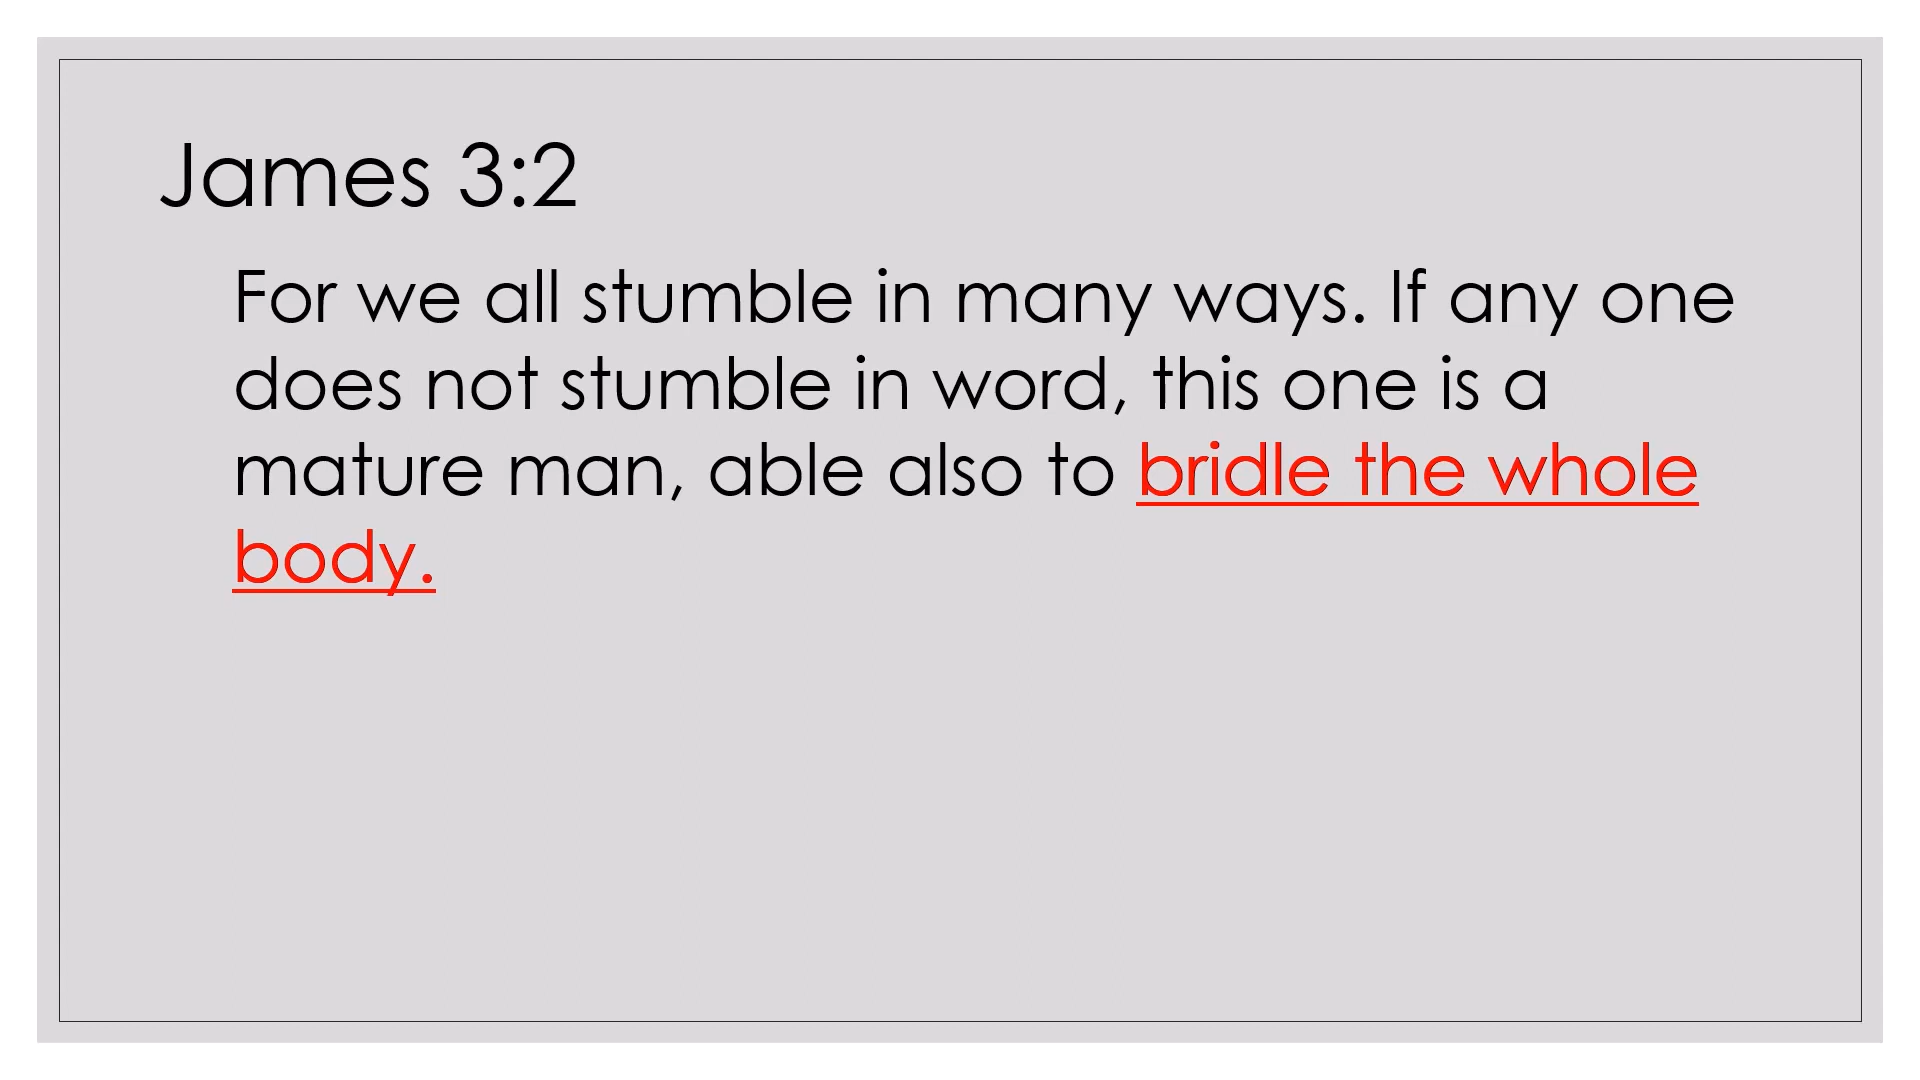 James 3:2
For we all stumble in many ways. If any one
does not stumble in word, this one is a
mature man, able also to bridle the whole
body.